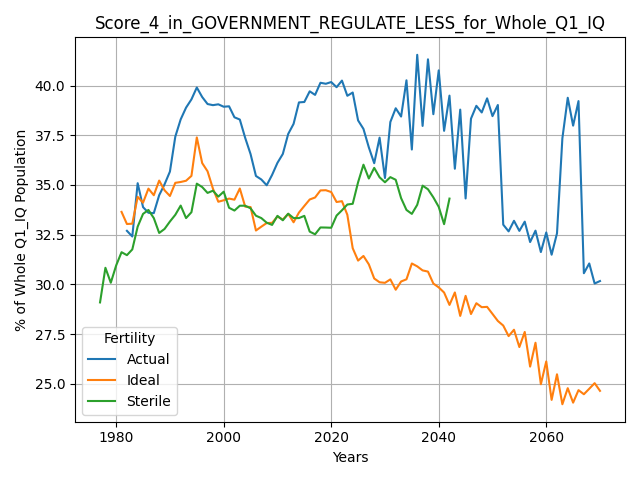 Score_4_in_GOVERNMENT_REGULATE_LESS_for_Whole_Q1_IQ
% of Whole Q1_IQ Population
40.0
37.5
35.0
32.5
30.0
27.5
25.0
Fertility
Actual
Ideal
Sterile
1980
2000
2020
2040
2060
Years